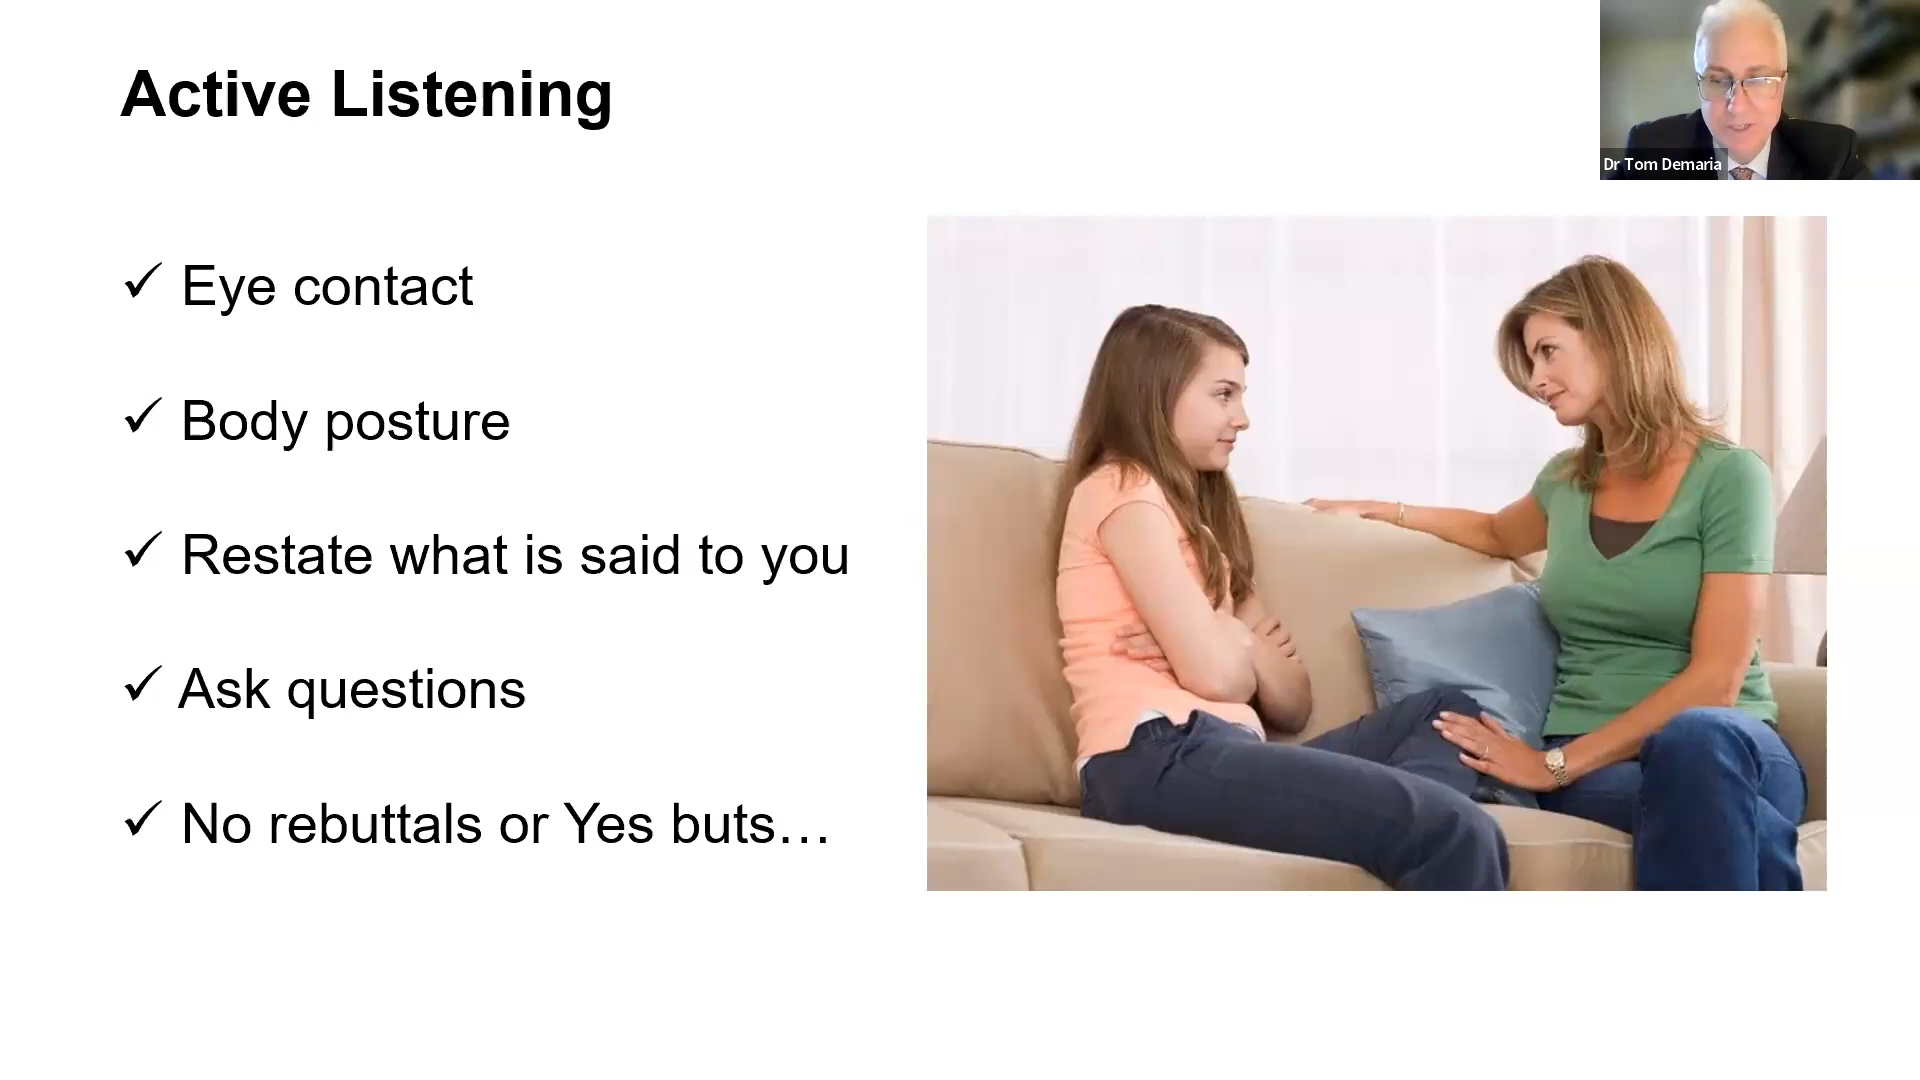 Active Listening
Dr Tom Demaria
✓ Eye contact
✓ Body posture
✓ Restate what is said to you
✓ Ask questions
✓ No rebuttals or Yes buts…